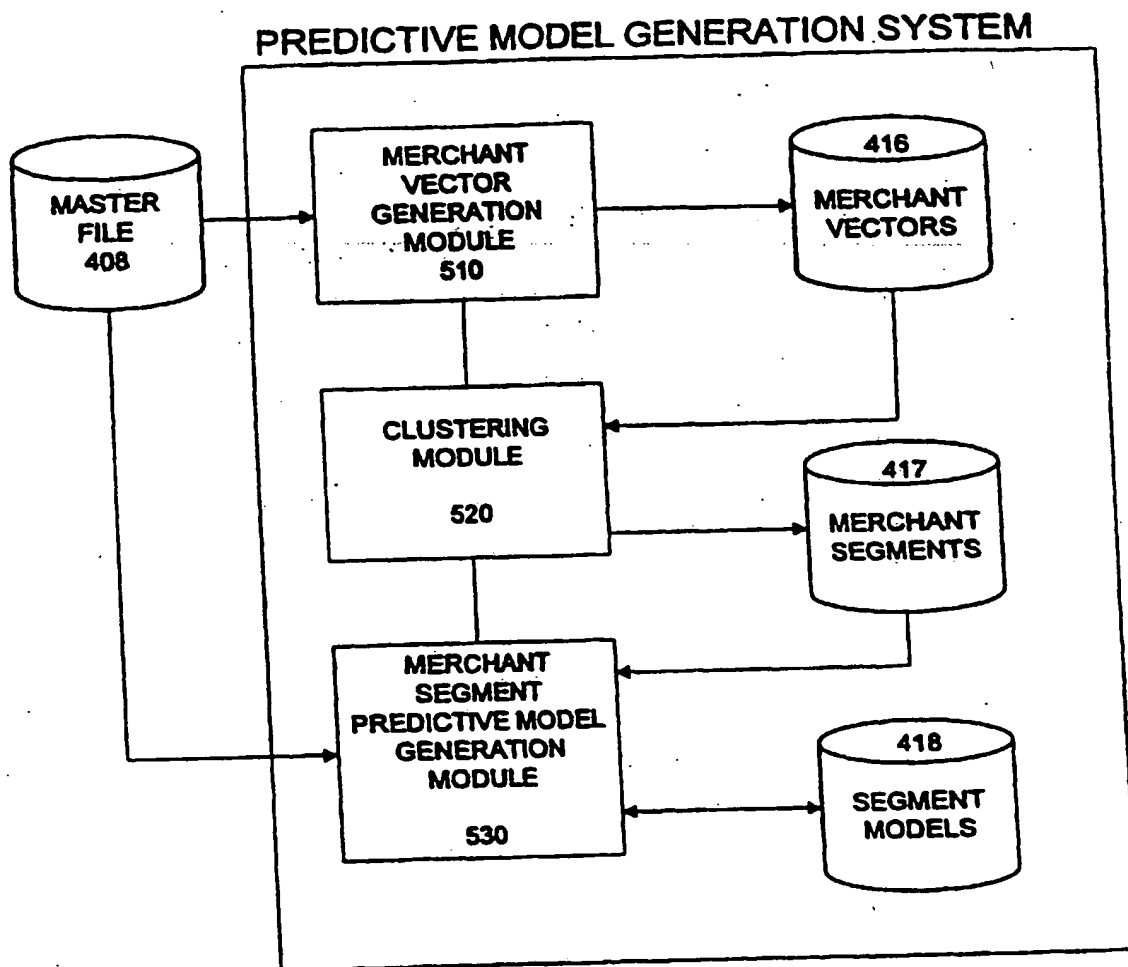 PREDICTIVE MODEL GENERATION SYSTEM
MASTER
FILE
408
MERCHANT
VECTOR
GENERATION
MODULE
510
416
MERCHANT
VECTORS
CLUSTERING
MODULE
520
417
MERCHANT
SEGMENTS
MERCHANT
SEGMENT
PREDICTIVE MODEL
GENERATION
MODULE
530
418
SEGMENT
MODELS